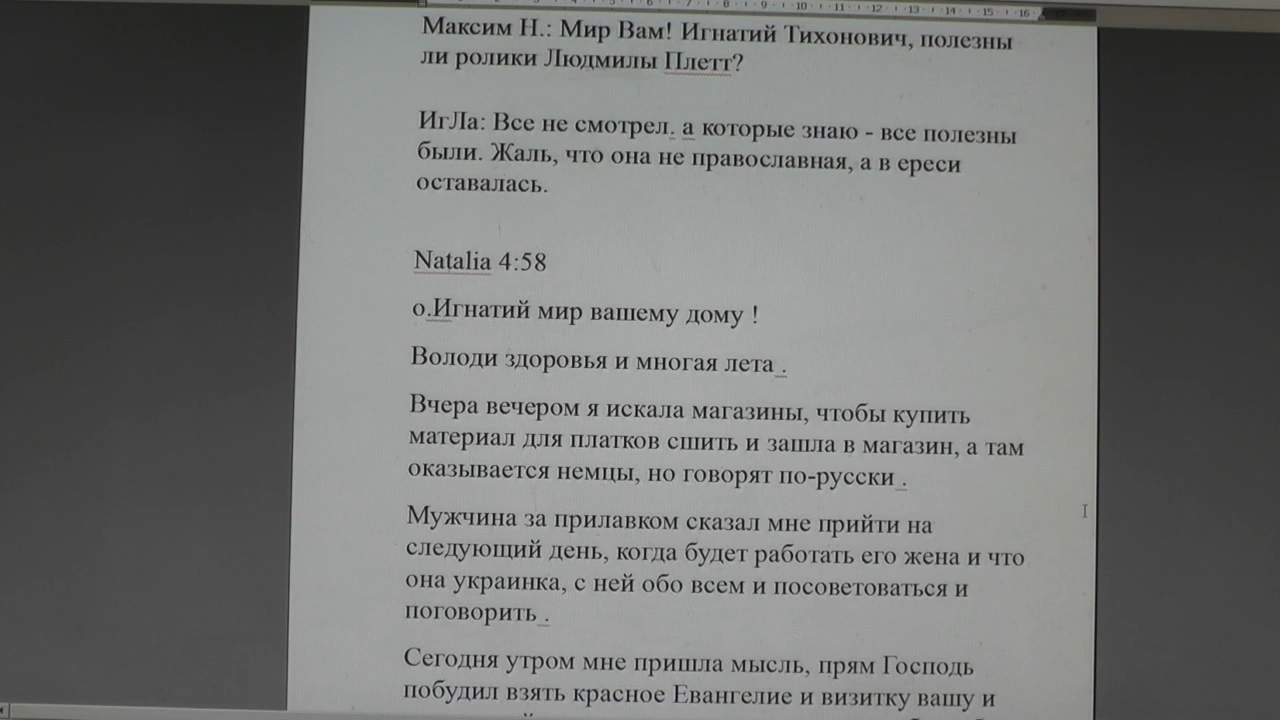 Максим Н.: Мир Вам! Игнатий Тихонович, полезны
ли ролики Людмилы Плетт?
ИгЛа: Все не смотрел. а которые знаю - все полезны
были. Жаль, что она не православная, а в ереси
оставалась.
Natalia 4:58
о.Игнатий мир вашему дому !
Володи здоровья и многая лета .
Вчера вечером я искала магазины, чтобы купить
материал для платков сшить и зашла в магазин, а там
оказывается немцы, но говорят по-русски .
Мужчина за прилавком сказал мне прийти на
следующий день, когда будет работать его жена и что
она украинка, с ней обо всем и посоветоваться и
поговорить .
Сегодня утром мне пришла мысль, прям Господь
побудил взять красное Евангелие и визитку вашу и